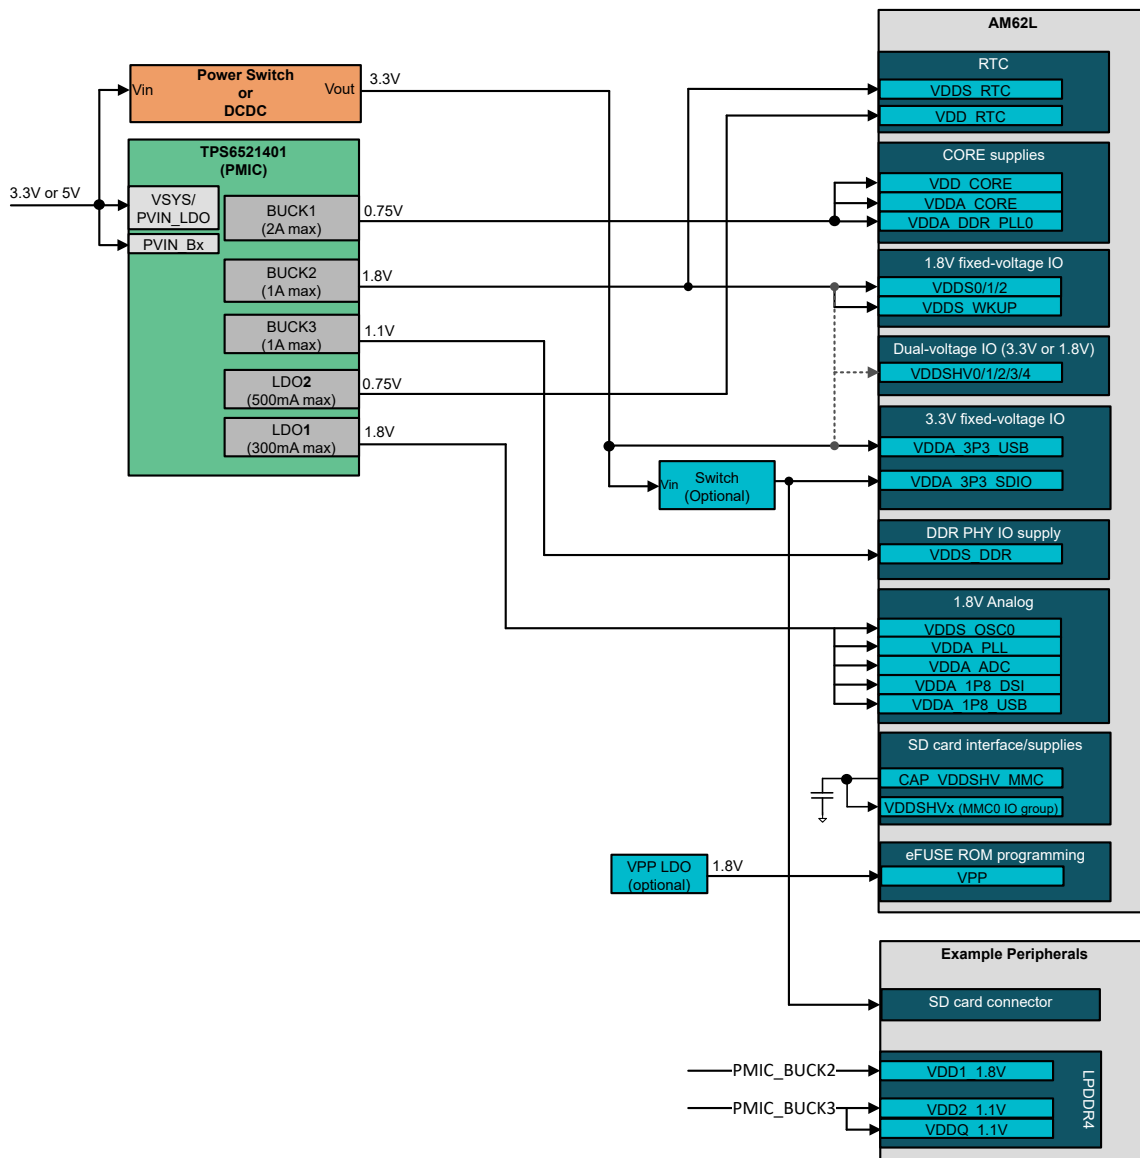 AM62L
RTC
VDDS_RTC
VDD_RTC
Power Switch
or
DCDC
Vin
Vout
3.3V
TPS6521401
(PMIC)
3.3V or 5V
VSYS/
PVIN_LDO
PVIN_Bx
BUCK1
(2A max)
0.75V
BUCK2
(1A max)
1.8V
BUCK3
(1A max)
1.1V
LDO2
(500mA max)
0.75V
LDO1
(300mA max)
1.8V
CORE supplies
VDD_CORE
VDDA_CORE
VDDA_DDR_PLL0
1.8V fixed-voltage IO
VDDS0/1/2
VDDS_WKUP
Dual-voltage IO (3.3V or 1.8V)
VDDSHV0/1/2/3/4
3.3V fixed-voltage IO
VDDA_3P3_USB
VDDA_3P3_SDIO
Vin
Switch
(Optional)
DDR PHY IO supply
VDDS_DDR
1.8V Analog
VDDS_OSC0
VDDA_PLL
VDDA_ADC
VDDA_1P8_DSI
VDDA_1P8_USB
SD card interface/supplies
CAP_VDDSHV_MMC
VDDSHVx (MMC0 IO group)
eFUSE ROM programming
VPP
VPP LDO
(optional)
1.8V
Example Peripherals
SD card connector
PMIC_BUCK2
VDD1_1.8V
PMIC_BUCK3
VDD2_1.1V
VDDQ_1.1V
LPDDR4